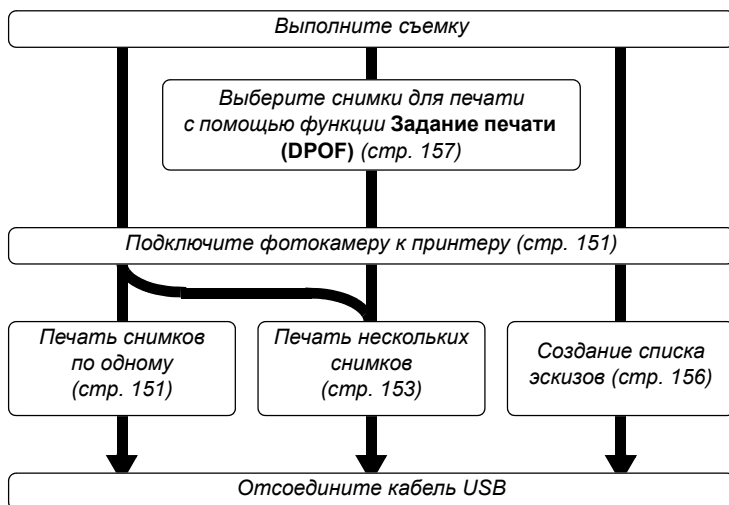 Выполните съемку
Выберите снимки для печати
с помощью функции Задание печати
(DPOF) (стр. 157)
Подключите фотокамеру к принтеру (стр. 151)
Печать снимков
по одному
(стр. 151)
Печать нескольких
снимков
(стр. 153)
Создание списка
эскизов (стр. 156)
Отсоедините кабель USB